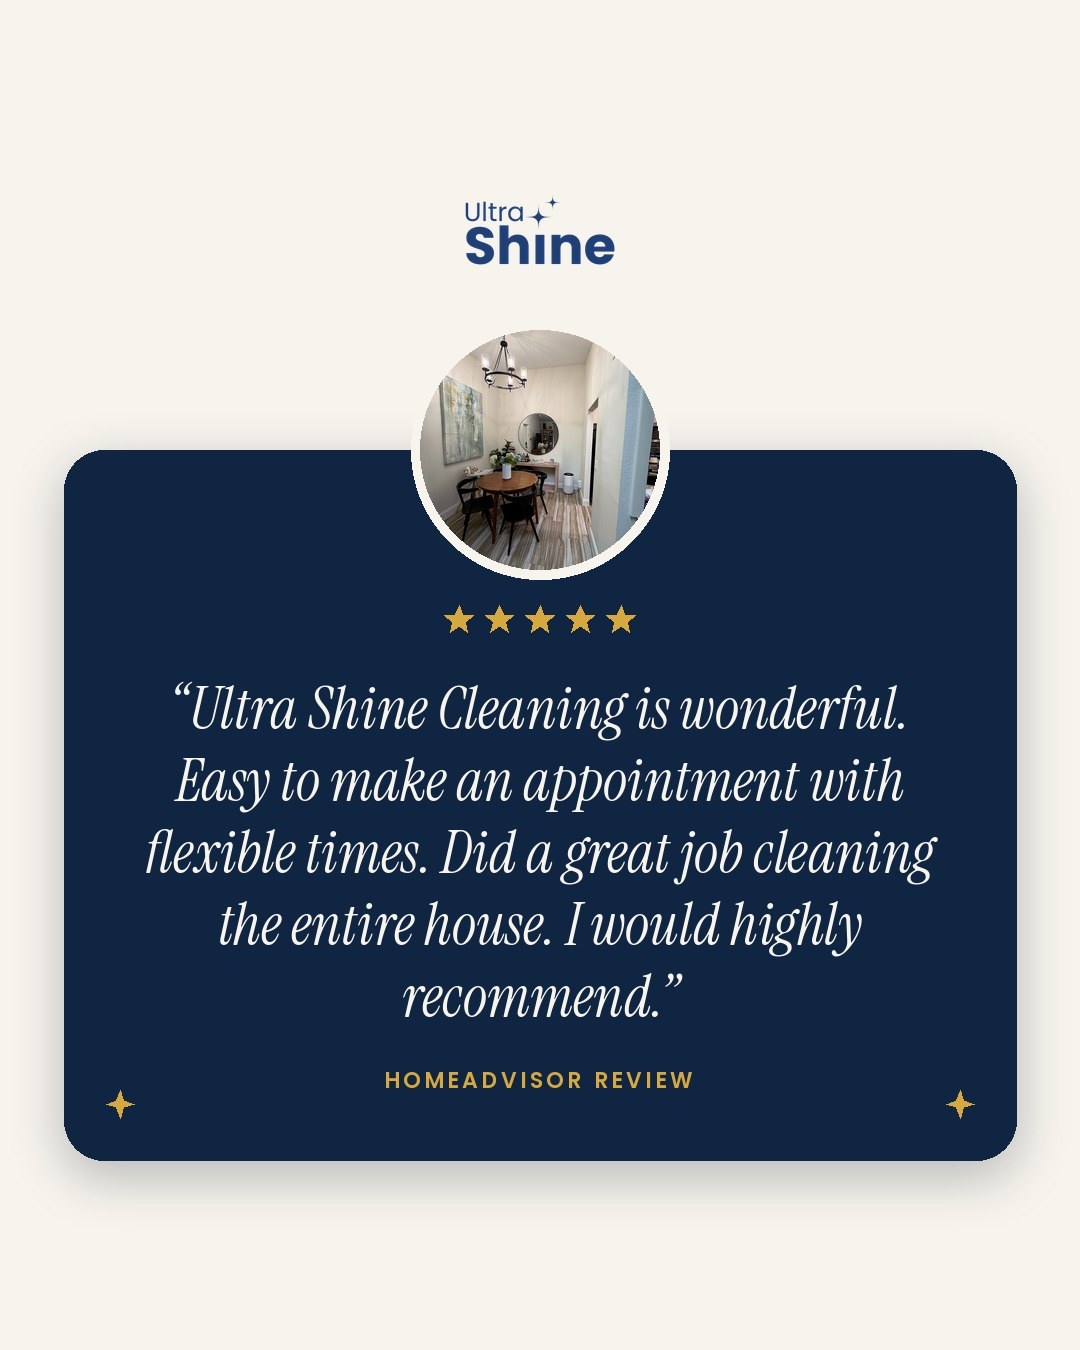 Ultra
Shine
“Ultra Shine Cleaning is wonderful.
Easy to make an appointment with
flexible times. Did a great job cleaning
the entire house. I would highly
recommend.”
HOMEADVISOR REVIEW